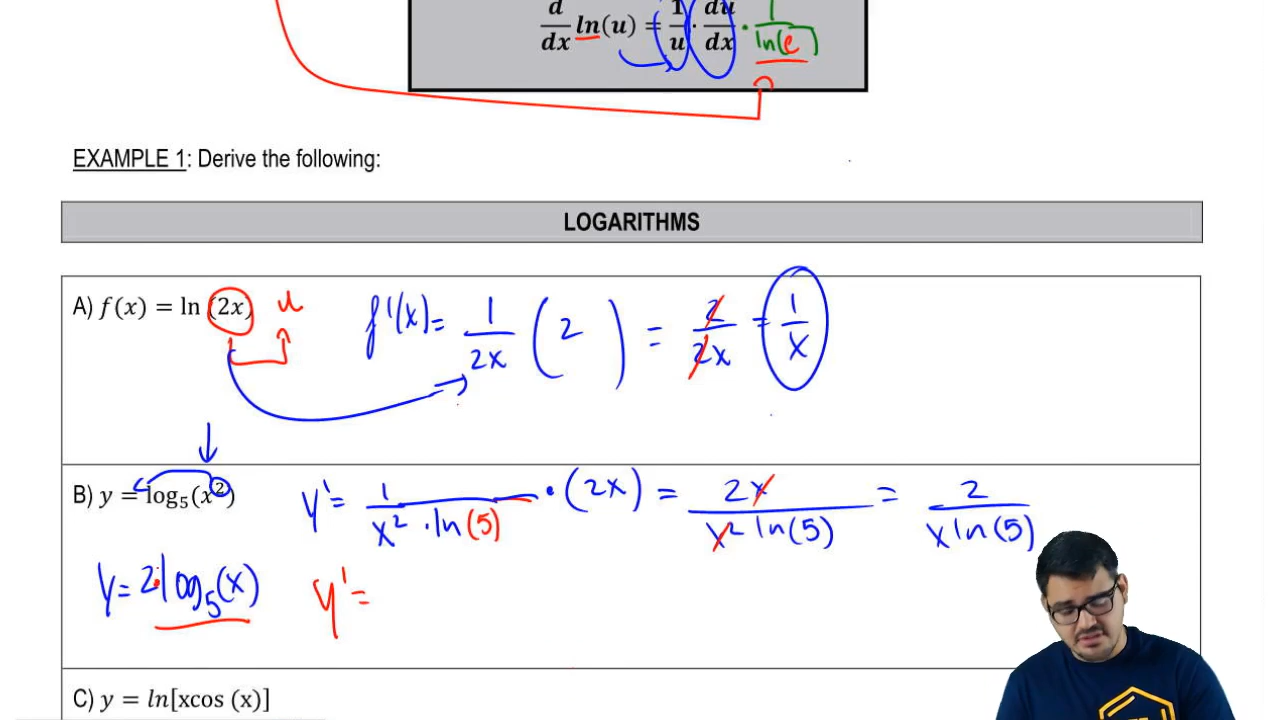 d/dx ln(u) = 1/u · du/dx · 1/ln(e)
EXAMPLE 1: Derive the following:
LOGARITHMS
A) f(x) = ln (2x) u f'(x) = 1/2x (2) = 2/2x = 1/x
B) y = log₅(x²) y' = 1/x² · ln(5) · (2x) = 2x/x² ln(5) = 2/x ln(5)
y = 2 log₅(x) y' =
C) y = ln[xcos (x)]